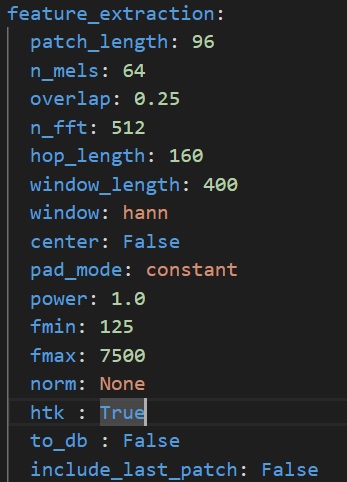 feature_extraction:
patch_length: 96
n_mels: 64
overlap: 0.25
n_fft: 512
hop_length: 160
window_length: 400
window: hann
center: False
pad_mode: constant
power: 1.0
fmin: 125
fmax: 7500
norm: None
htk : True
to_db : False
include_last_patch: False